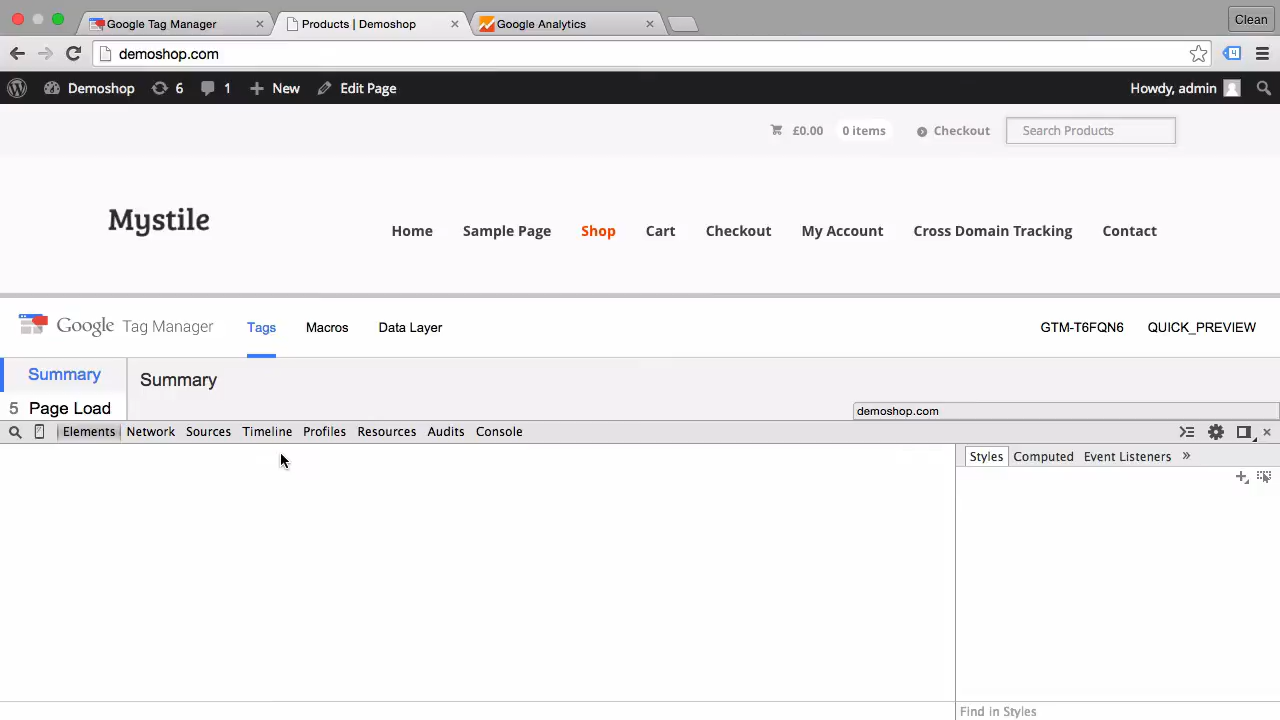 Google Tag Manager
Products | Demoshop
Google Analytics
Clean
demoshop.com
4
Demoshop 6 1 New Edit Page Howdy, admin
£0.00 0 items Checkout Search Products
Mystile
Home Sample Page Shop Cart Checkout My Account Cross Domain Tracking Contact
Google Tag Manager Tags Macros Data Layer GTM-T6FQN6 QUICK_PREVIEW
Summary
Summary
5 Page Load
demoshop.com
Elements Network Sources Timeline Profiles Resources Audits Console
Styles Computed Event Listeners »
Find in Styles